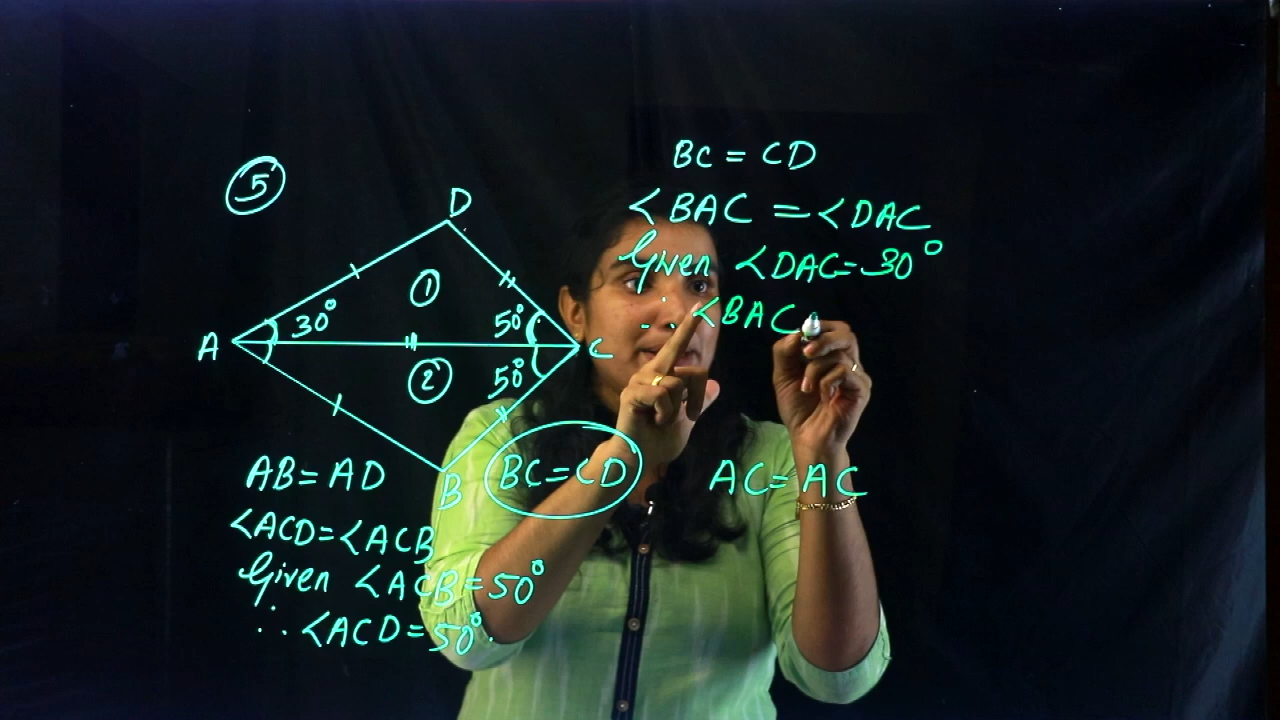 5
D
1
30°
50°
A
C
2
50°
B
AB = AD
BC = CD
AC = AC
<ACD = <ACB
Given <ACB = 50°
∴ <ACD = 50°.
BC = CD
<BAC = <DAC
Given <DAC = 30°
∴ <BAC